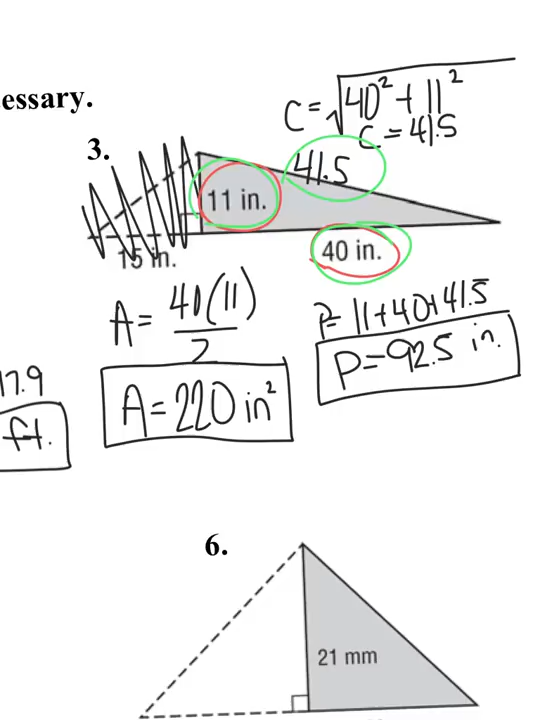 essary.
C = √40² + 11²
C = 41.5
3.
41.5
11 in.
40 in.
15 in.
A = 40(11)
2
P = 11+40+41.5
P = 92.5 in.
A = 220 in²
17.9
ft.
6.
21 mm